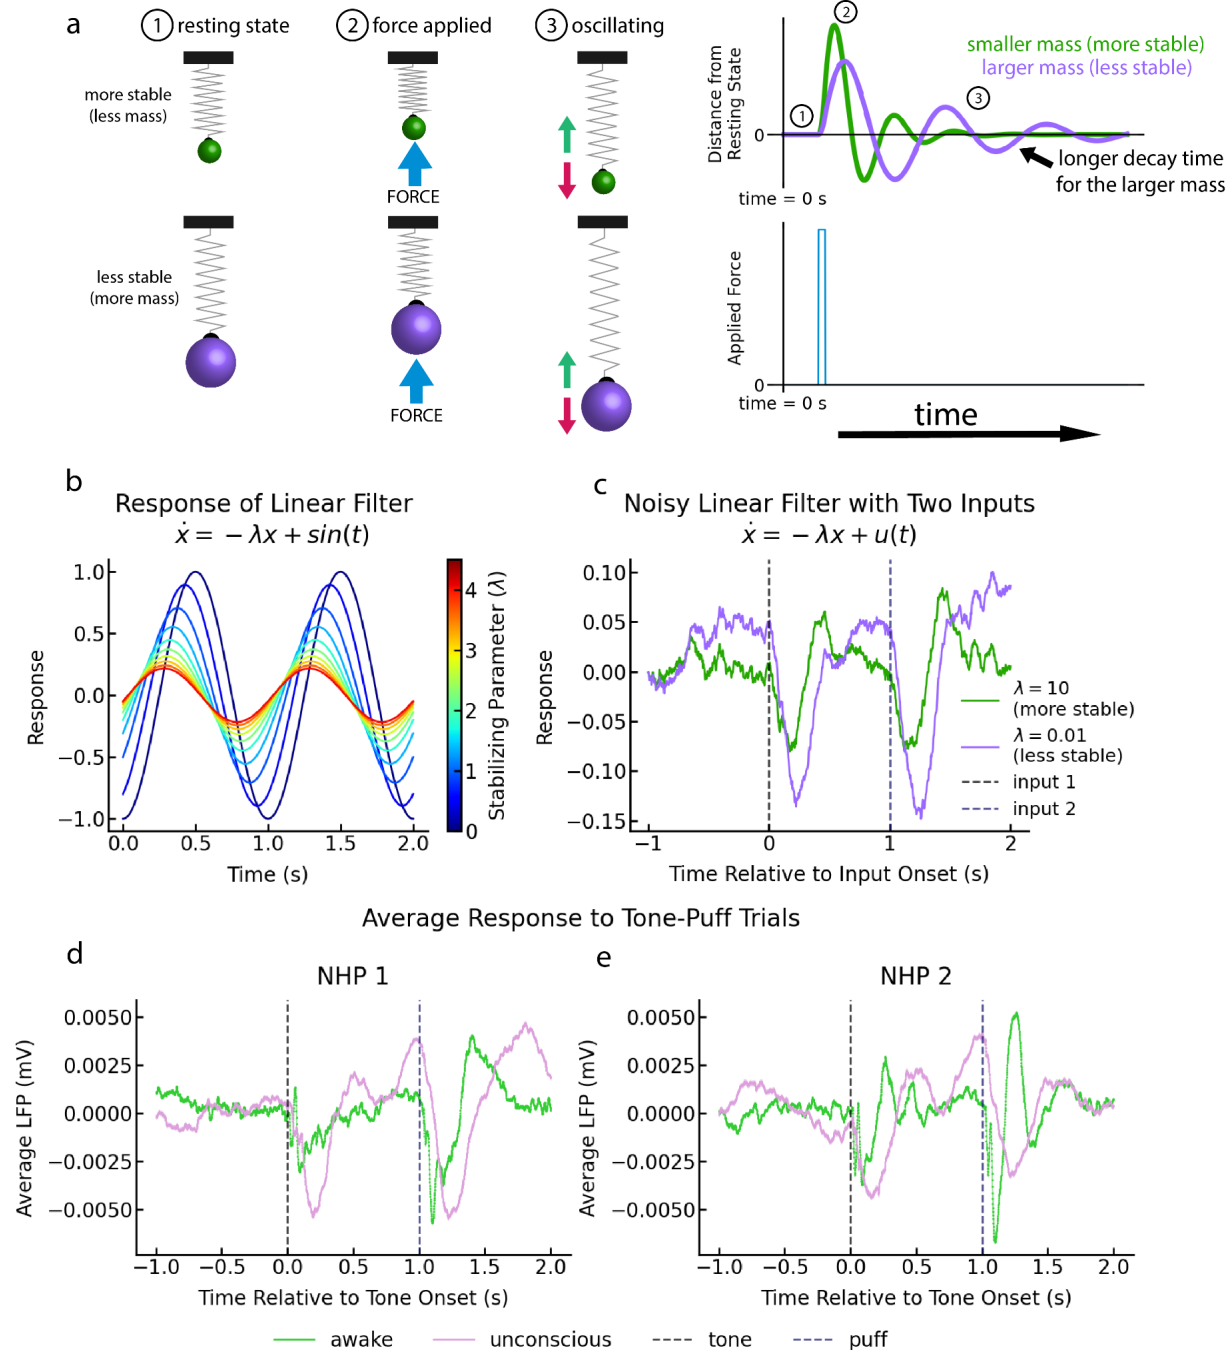 a
1 resting state
2 force applied
3 oscillating
more stable
(less mass)
FORCE
less stable
(more mass)
FORCE
Distance from
Resting State
0
1
2
3
smaller mass (more stable)
larger mass (less stable)
longer decay time
for the larger mass
time = 0 s
Applied Force
0
time = 0 s
time
b
Response of Linear Filter
ẋ = − λx + sin(t)
Response
1.0
0.5
0.0
−0.5
−1.0
0.0 0.5 1.0 1.5 2.0
Time (s)
4
3
2
1
0
Stabilizing Parameter (λ)
c
Noisy Linear Filter with Two Inputs
ẋ = − λx + u(t)
Response
0.10
0.05
0.00
−0.05
−0.10
−0.15
−1 0 1 2
Time Relative to Input Onset (s)
λ = 10
(more stable)
λ = 0.01
(less stable)
input 1
input 2
Average Response to Tone-Puff Trials
d
NHP 1
Average LFP (mV)
0.0050
0.0025
0.0000
−0.0025
−0.0050
−1.0 −0.5 0.0 0.5 1.0 1.5 2.0
Time Relative to Tone Onset (s)
e
NHP 2
Average LFP (mV)
0.0050
0.0025
0.0000
−0.0025
−0.0050
−1.0 −0.5 0.0 0.5 1.0 1.5 2.0
Time Relative to Tone Onset (s)
awake unconscious tone puff